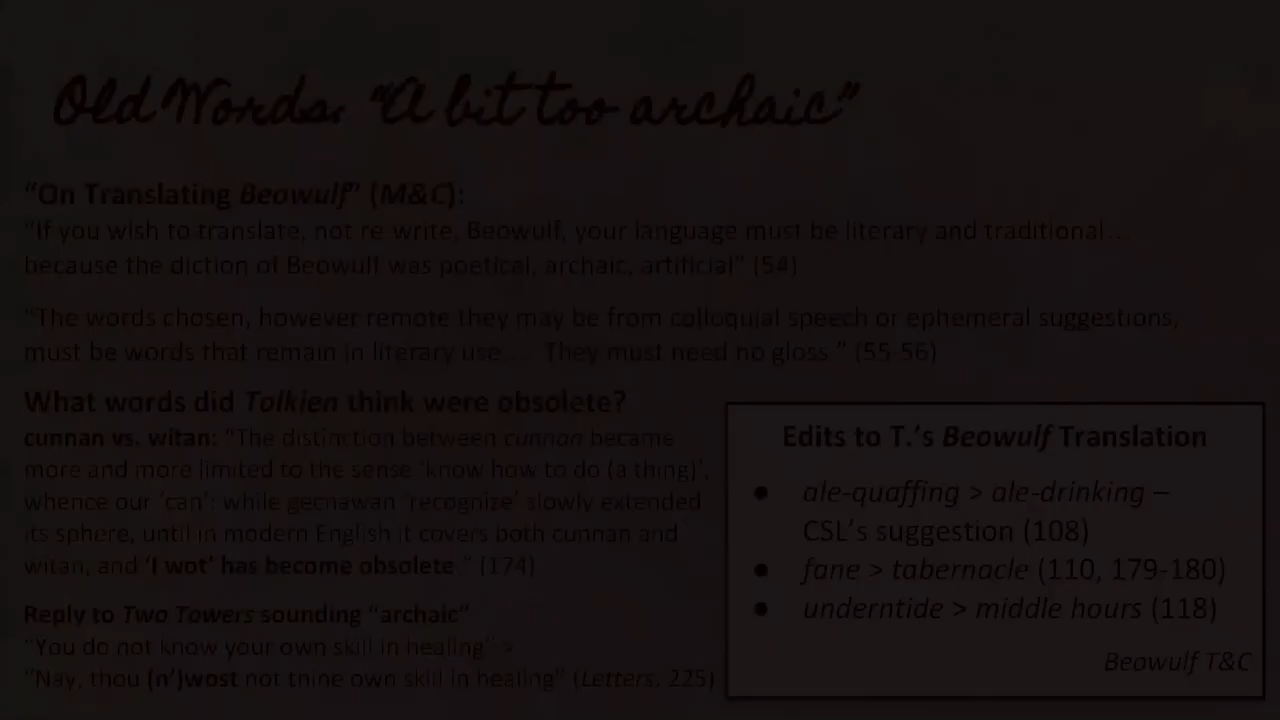 Old Words: “A bit too archaic”
“On Translating Beowulf” (M&C):
“If you wish to translate, not re-write, Beowulf, your language must be literary and traditional…
because the diction of Beowulf was poetical, archaic, artificial” (54)
“The words chosen, however remote they may be from colloquial speech or ephemeral suggestions,
must be words that remain in literary use… They must need no gloss.” (55-56)
What words did Tolkien think were obsolete?
cunnan vs. witan: “The distinction between cunnan became
more and more limited to the sense ‘know how to do (a thing)’,
whence our ‘can’: while gecnawan ‘recognize’ slowly extended
its sphere, until in modern English it covers both cunnan and
witan, and ‘I wot’ has become obsolete.” (174)
Reply to Two Towers sounding “archaic”
“You do not know your own skill in healing” >
“Nay, thou (n’)wost not thine own skill in healing” (Letters, 225)
Edits to T.’s Beowulf Translation
● ale-quaffing > ale-drinking –
CSL’s suggestion (108)
● fane > tabernacle (110, 179-180)
● underntide > middle hours (118)
Beowulf T&C